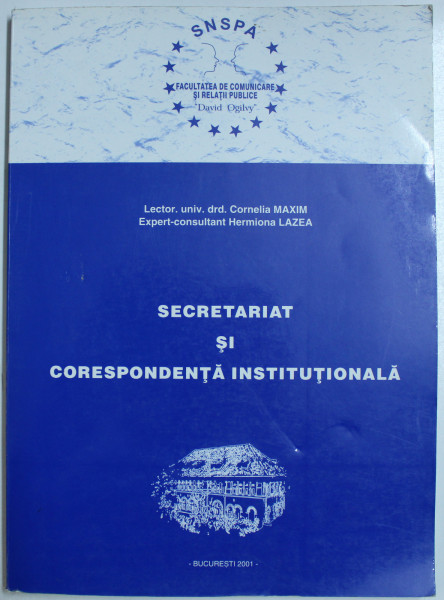 SNSPA
FACULTATEA DE COMUNICARE
ȘI RELAȚII PUBLICE
"David Ogilvy"
Lector. univ. drd. Cornelia MAXIM
Expert-consultant Hermiona LAZEA
SECRETARIAT
ȘI
CORESPONDENȚĂ INSTITUȚIONALĂ
- BUCUREȘTI 2001 -